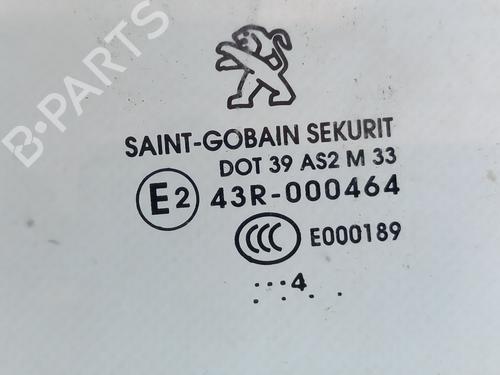 B-PARTS
SAINT-GOBAIN SEKURIT
DOT 39 AS2 M 33
E2 43R-000464
CCC E000189
..:4
:::.. .